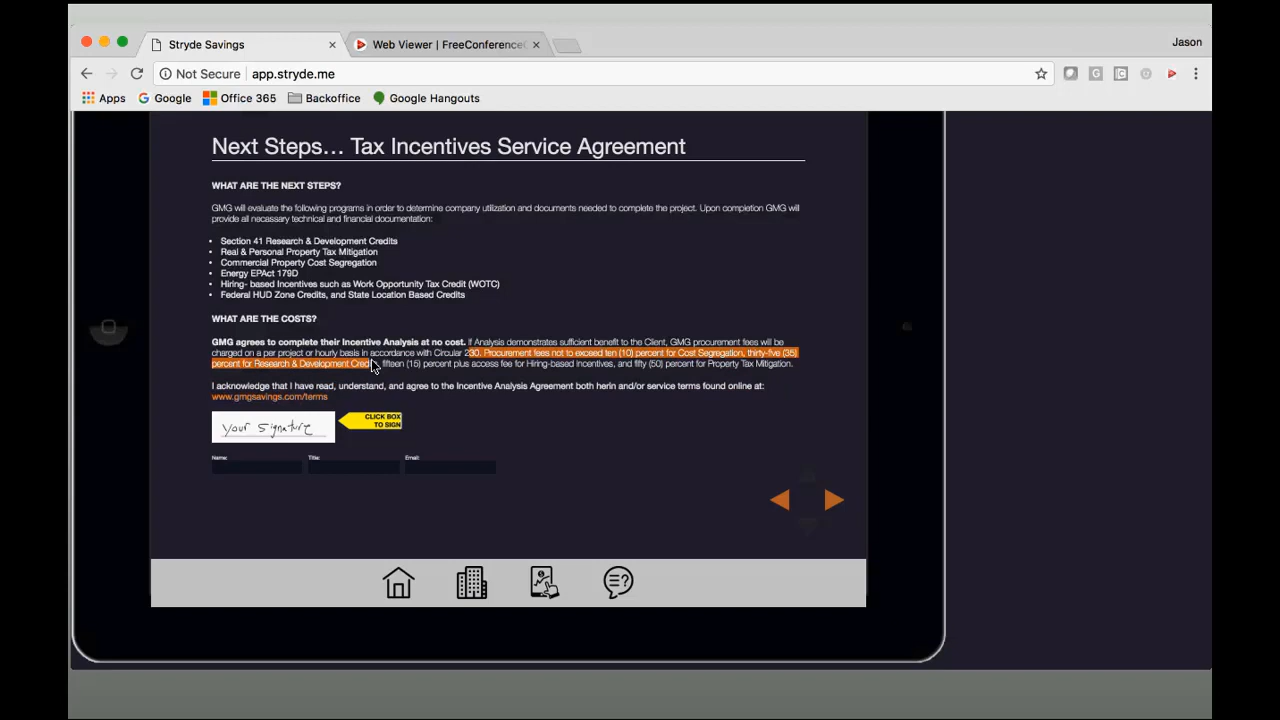 Stryde Savings
Web Viewer | FreeConference
Jason
Not Secure app.stryde.me
Apps Google Office 365 Backoffice Google Hangouts
Next Steps… Tax Incentives Service Agreement
WHAT ARE THE NEXT STEPS?
GMG will evaluate the following programs in order to determine company utilization and documents needed to complete the project. Upon completion GMG will
provide all necassary technical and financial documentation:
• Section 41 Research & Development Credits
• Real & Personal Property Tax Mitigation
• Commercial Property Cost Segregation
• Energy EPAct 179D
• Hiring- based Incentives such as Work Opportunity Tax Credit (WOTC)
• Federal HUD Zone Credits, and State Location Based Credits
WHAT ARE THE COSTS?
GMG agrees to complete their Incentive Analysis at no cost. If Analysis demonstrates sufficient benefit to the Client, GMG procurement fees will be
charged on a per project or hourly basis in accordance with Circular 230. Procurement fees not to exceed ten (10) percent for Cost Segregation, thirty-five (35)
percent for Research & Development Credi fifteen (15) percent plus access fee for Hiring-based incentives, and fifty (50) percent for Property Tax Mitigation.
I acknowledge that I have read, understand, and agree to the Incentive Analysis Agreement both herin and/or service terms found online at:
www.gmgsavings.com/terms
your signature
CLICK BOX
TO SIGN
Name: Title: Email: